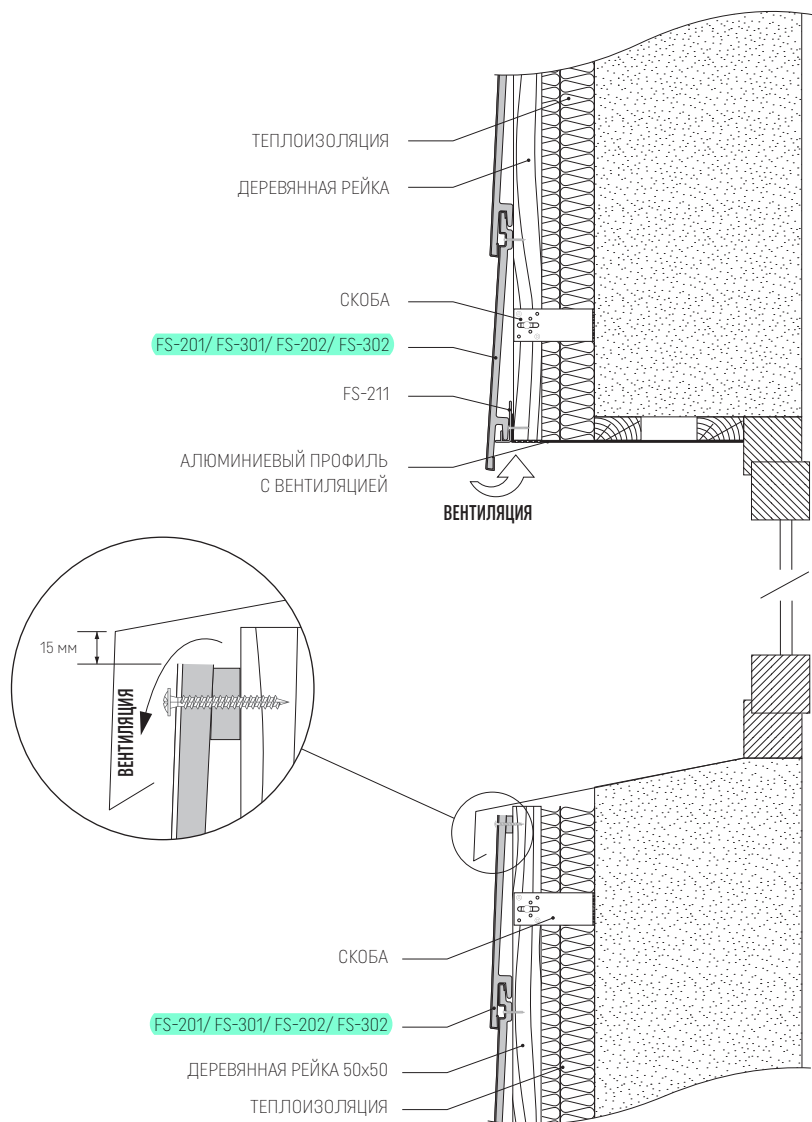 ТЕПЛОИЗОЛЯЦИЯ
ДЕРЕВЯННАЯ РЕЙКА
СКОБА
FS-201/ FS-301/ FS-202/ FS-302
FS-211
АЛЮМИНИЕВЫЙ ПРОФИЛЬ
С ВЕНТИЛЯЦИЕЙ
ВЕНТИЛЯЦИЯ
15 мм
ВЕНТИЛЯЦИЯ
СКОБА
FS-201/ FS-301/ FS-202/ FS-302
ДЕРЕВЯННАЯ РЕЙКА 50x50
ТЕПЛОИЗОЛЯЦИЯ